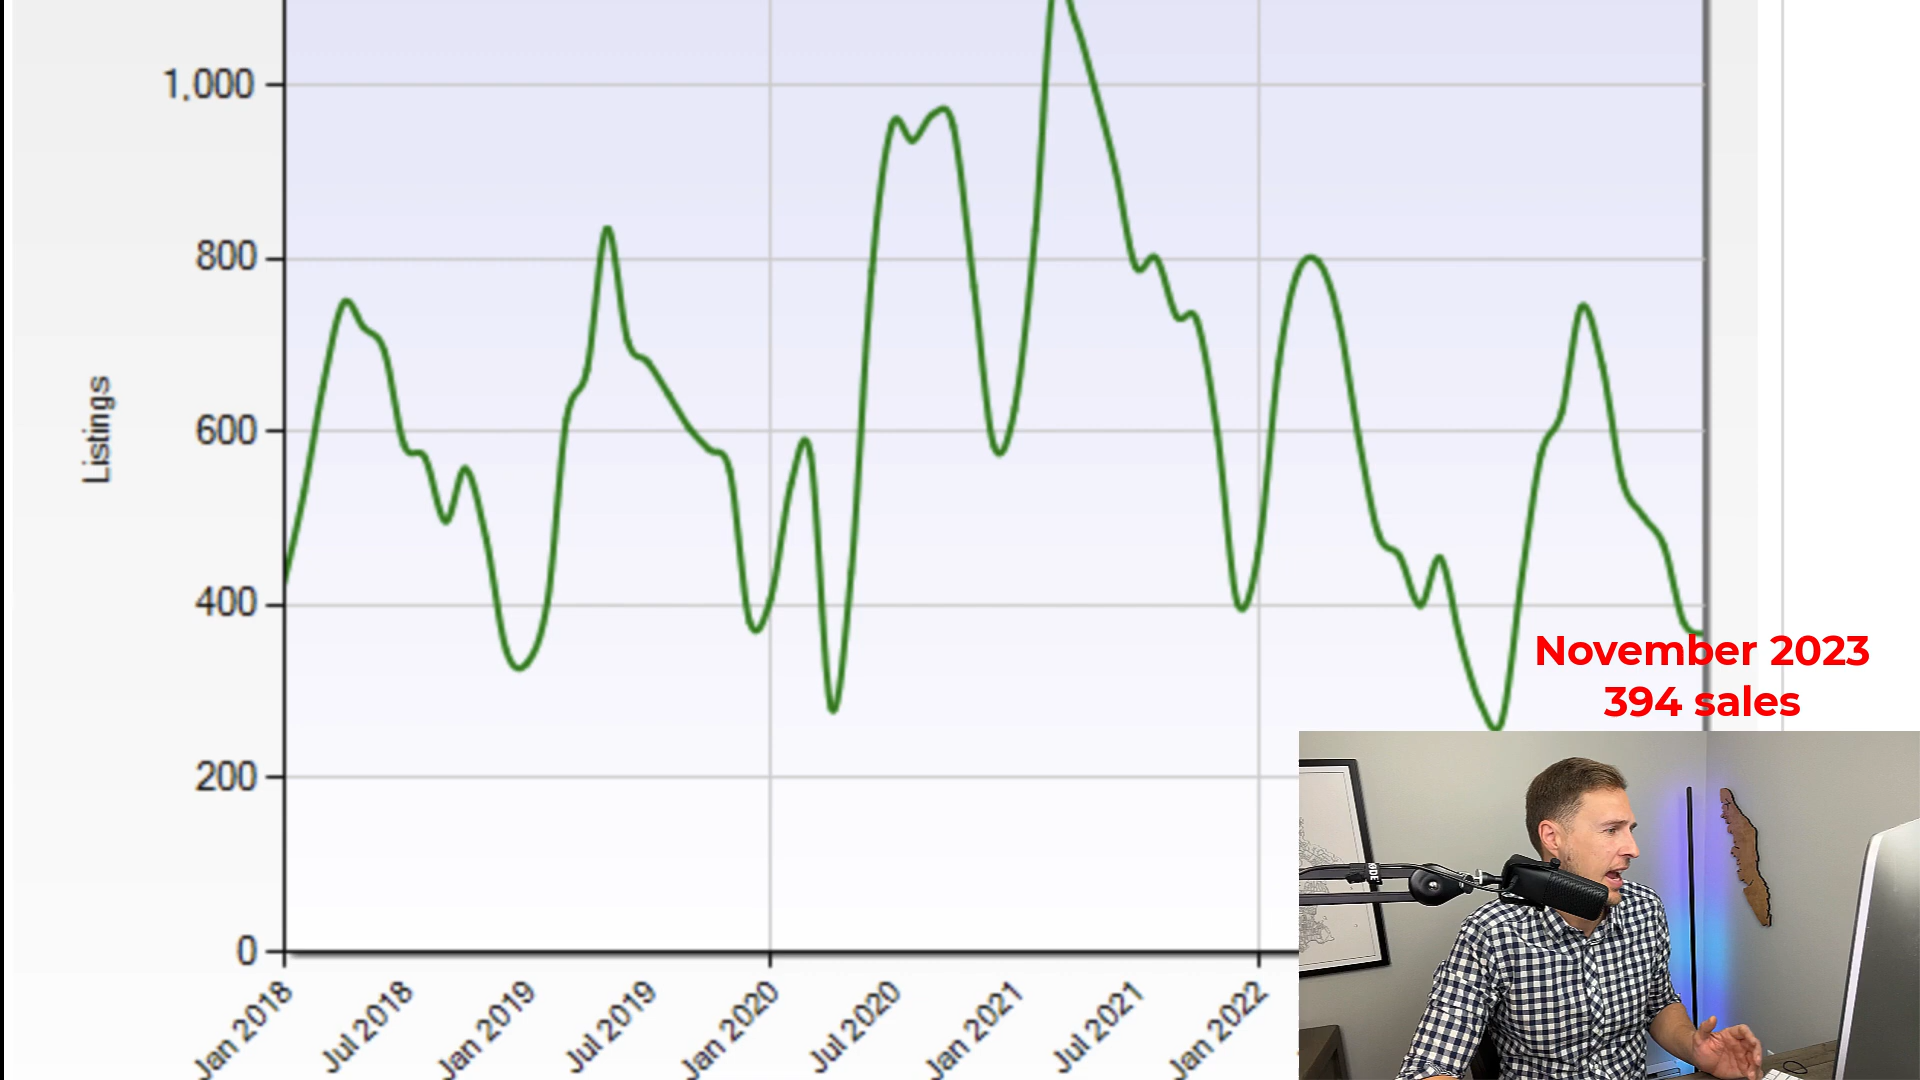 1,000
800
600
400
200
0
Listings
Jan 2018
Jul 2018
Jan 2019
Jul 2019
Jan 2020
Jul 2020
Jan 2021
Jul 2021
Jan 2022
November 2023
394 sales